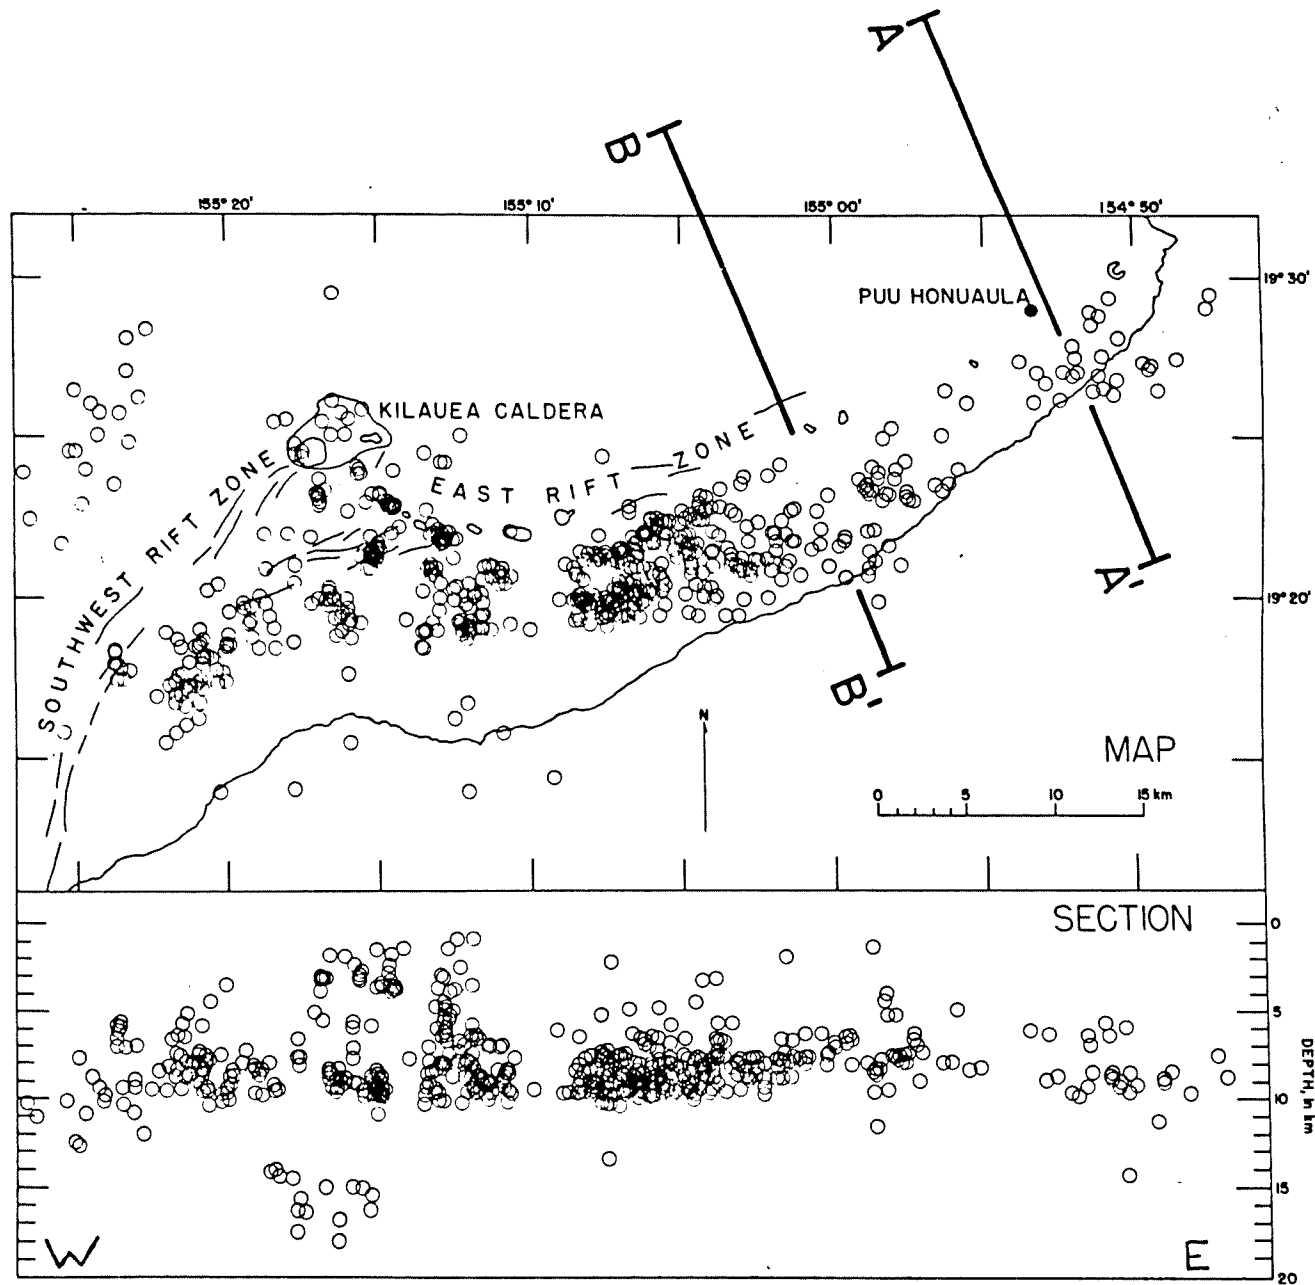 A
B
155° 20'
155° 10'
155° 00'
154° 50'
19° 30'
PUU HONUAULA
KILAUEA CALDERA
SOUTHWEST RIFT ZONE
EAST RIFT ZONE
A'
19° 20'
B'
N
MAP
0 5 10 15 km
SECTION
0
5
10
15
20
DEPTH, in km
W
E